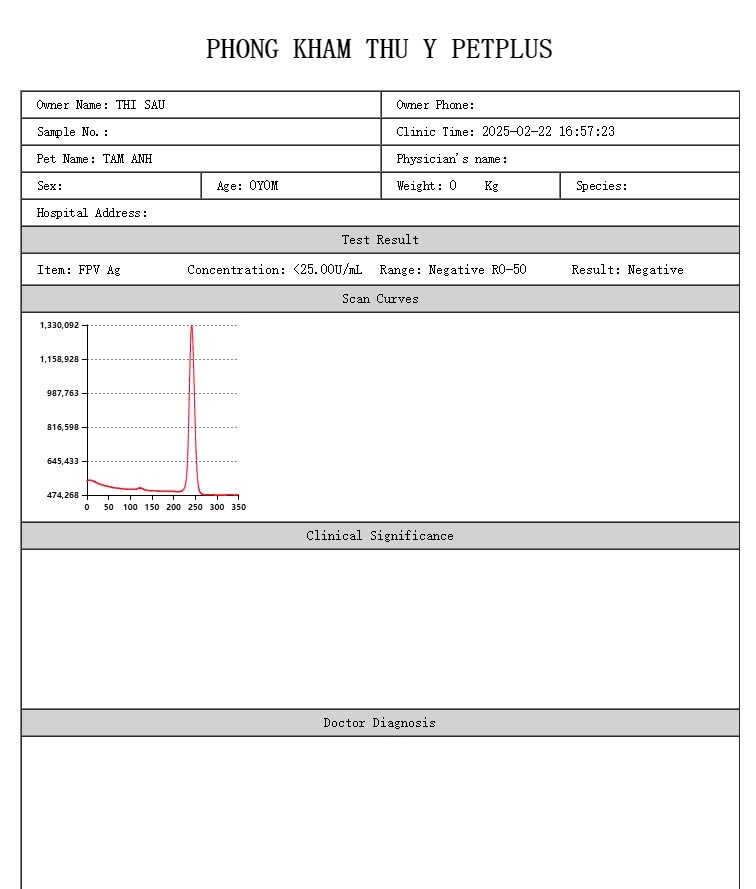 PHONG KHAM THU Y PETPLUS
Owner Name: THI SAU Owner Phone:
Sample No.: Clinic Time: 2025-02-22 16:57:23
Pet Name: TAM ANH Physician's name:
Sex: Age: 0Y0M Weight: 0 Kg Species:
Hospital Address:
Test Result
Item: FPV Ag Concentration: <25.00U/mL Range: Negative R0-50 Result: Negative
Scan Curves
1,330,092
1,158,928
987,763
816,598
645,433
474,268
0 50 100 150 200 250 300 350
Clinical Significance
Doctor Diagnosis